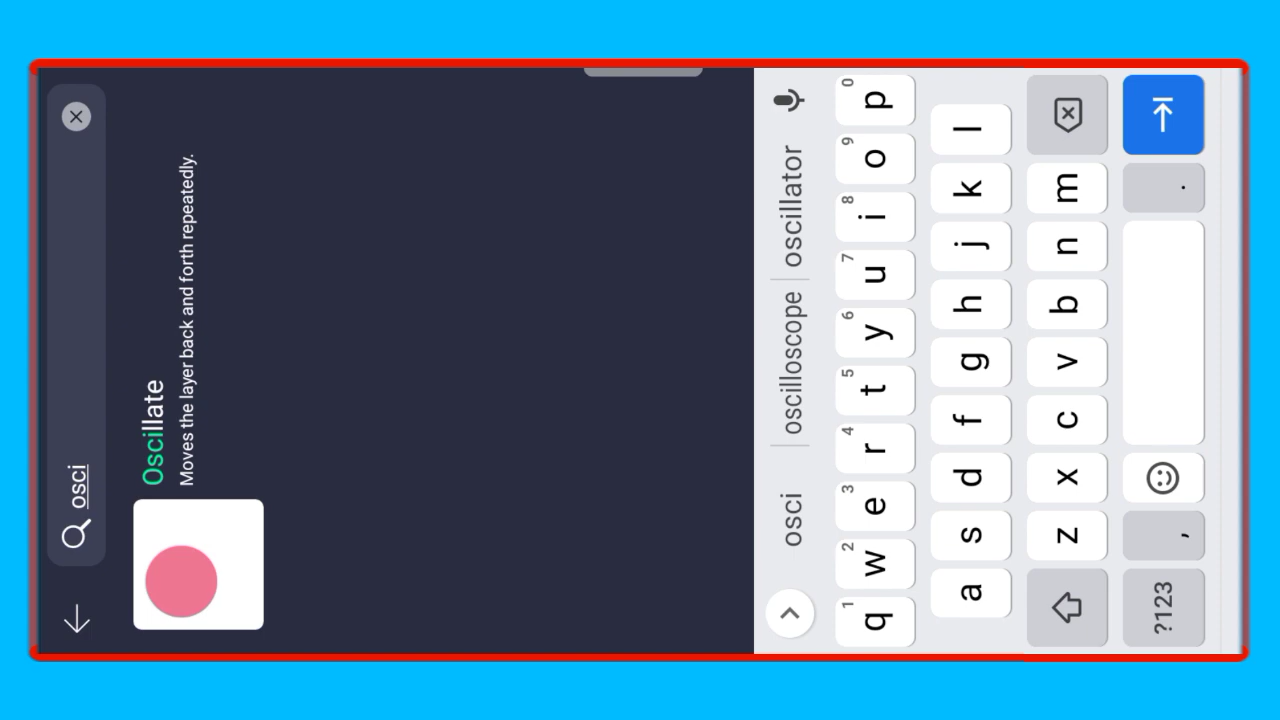 osci
Oscillate
Moves the layer back and forth repeatedly.
osci oscilloscope oscillator
q 1 w 2 e 3 r 4 t 5 y 6 u 7 i 8 o 9 p 0
a s d f g h j k l
z x c v b n m
?123 , .